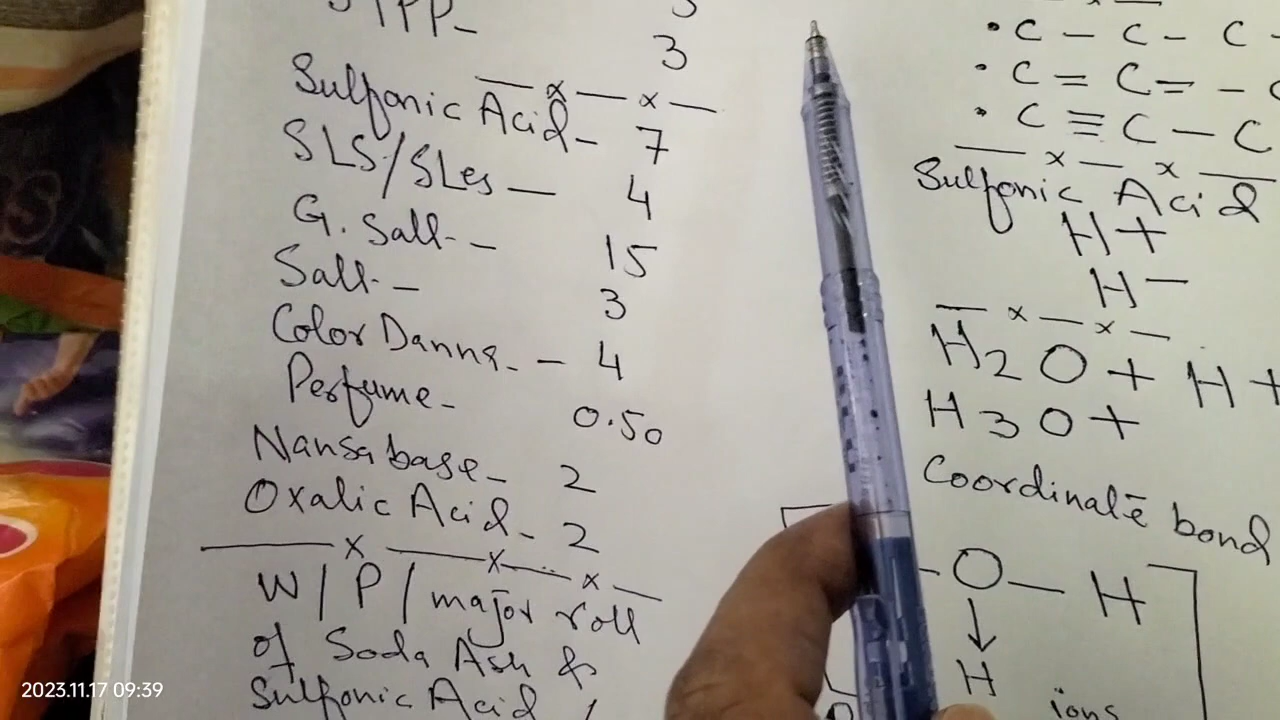 STPP- 3
3
Sulfonic Acid - 7
SLS/SLes - 4
G. Salt - 15
Salt - 3
Color Danna - 4
Perfume - 0.50
Nansa base - 2
Oxalic Acid - 2
W/P/major roll
of Soda Ash &
Sulfonic Acid
• C - C - C -
• C = C = - C
• C ≡ C - C
Sulfonic Acid
H+
H-
H2O + H+
H3O+
Coordinate bond
- O - H
↓
H
ions
2023.11.17 09:39